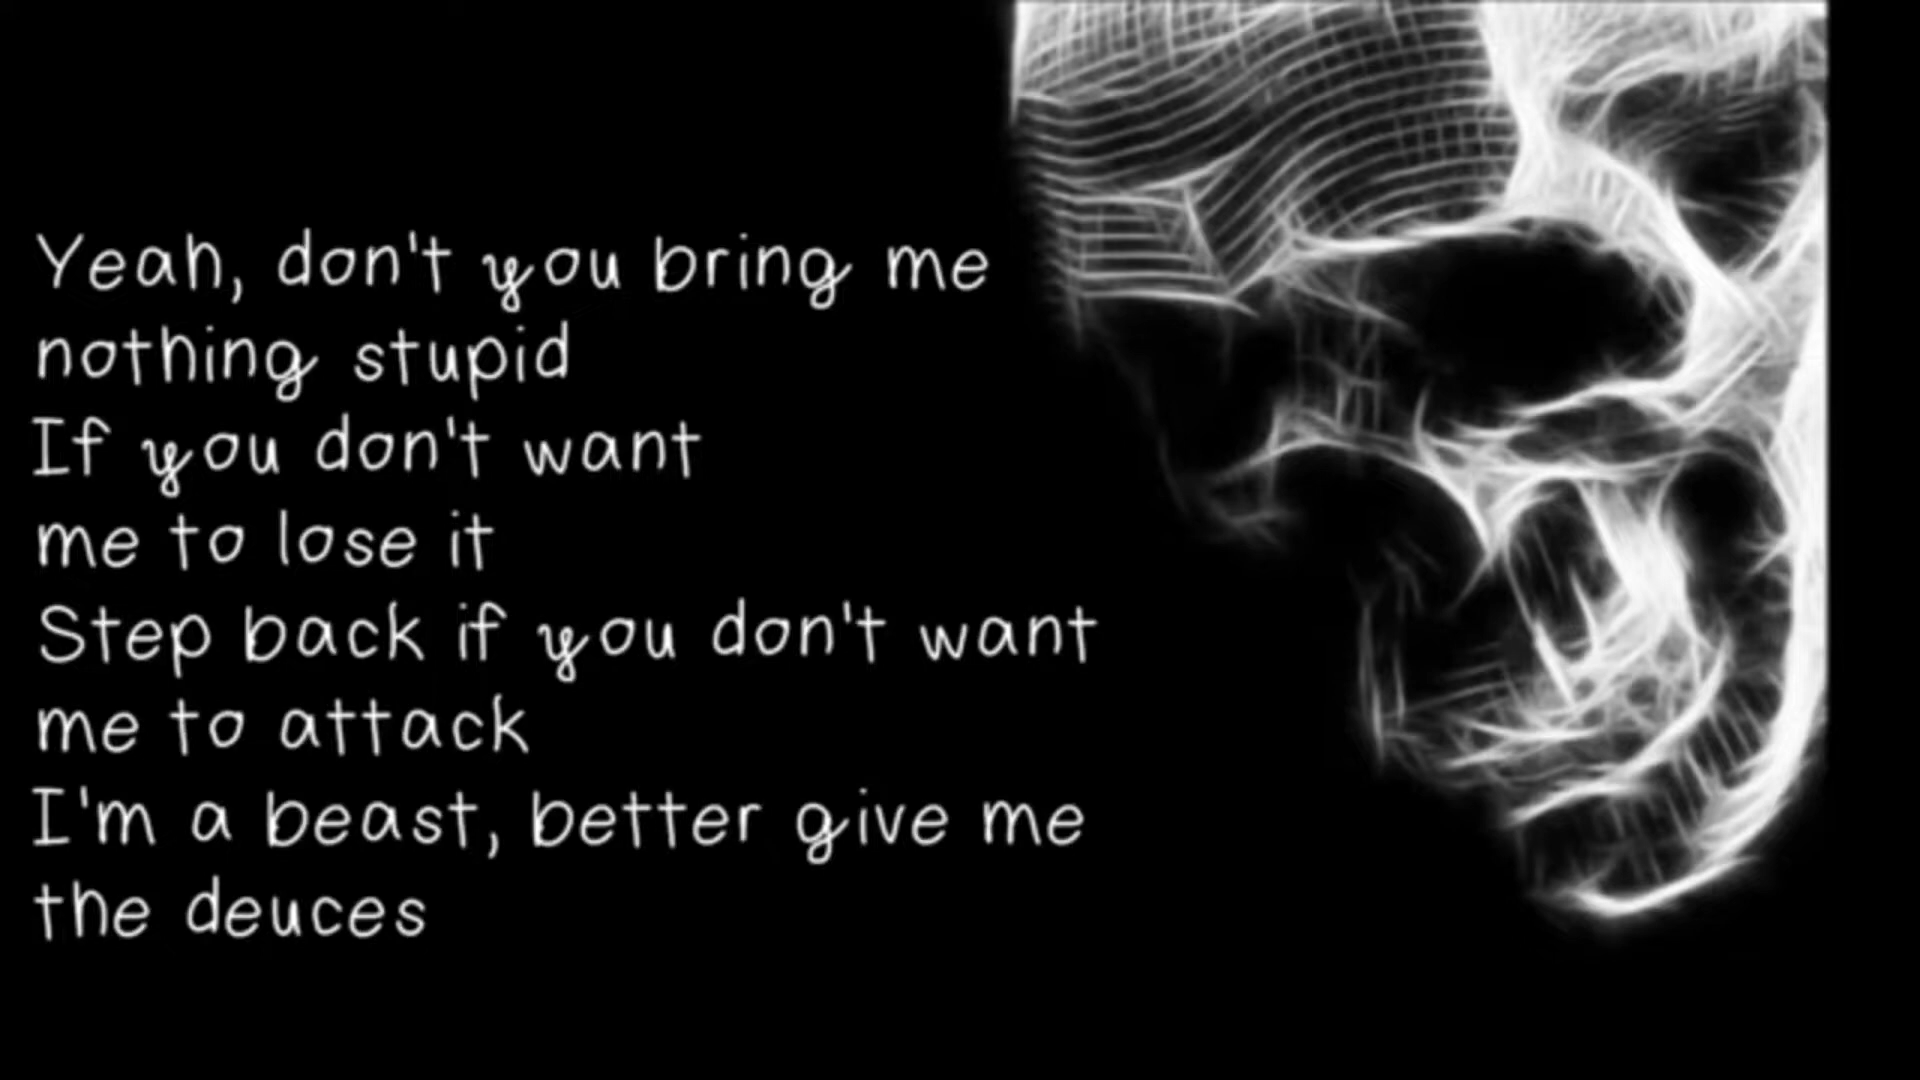 Yeah, don't you bring me
nothing stupid
If you don't want
me to lose it
Step back if you don't want
me to attack
I'm a beast, better give me
the deuces